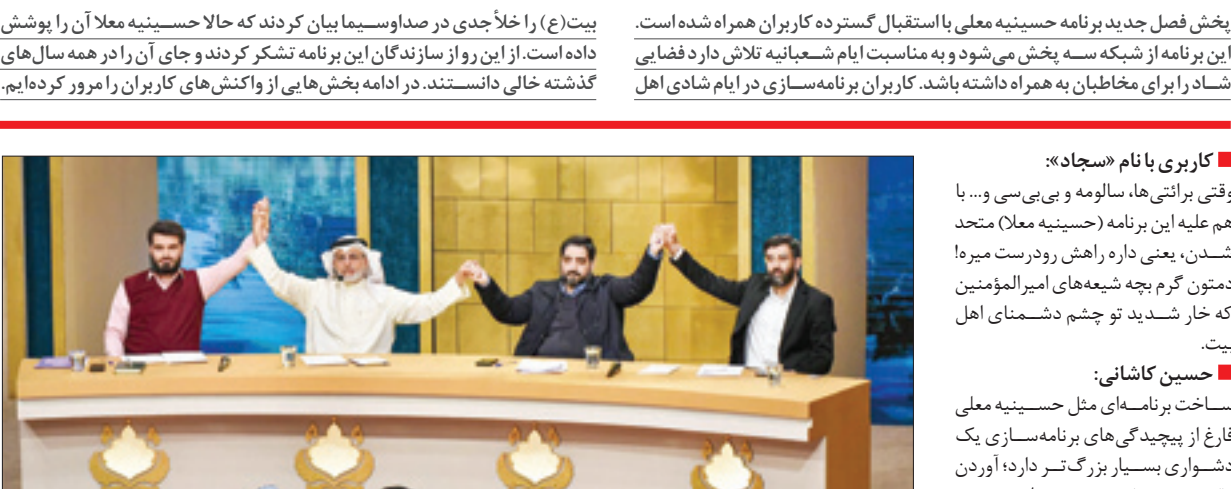 پخش فصل جدید برنامه حسینیه معلی با استقبال گسترده کاربران همراه شده است.
این برنامه از شبکه سه پخش می‌شود و به مناسبت ایام شعبانیه تلاش دارد فضایی
شاد را برای مخاطبان به همراه داشته باشد. کاربران برنامه‌سازی در ایام شادی اهل
بیت(ع) را خلأ جدی در صداوسیما بیان کردند که حالا حسینیه معلا آن را پوشش
داده است. از این رو از سازندگان این برنامه تشکر کردند و جای آن را در همه سال‌های
گذشته خالی دانستند. در ادامه بخش‌هایی از واکنش‌های کاربران را مرور کرده‌ایم.
کاربری با نام «سجاد»:
وقتی برائتی‌ها، سالومه و بی‌بی‌سی و... با
هم علیه این برنامه (حسینیه معلا) متحد
شدن، یعنی داره راهش رو درست میره!
دمتون گرم بچه شیعه‌های امیرالمؤمنین
که خار شدید تو چشم دشمنای اهل
بیت.
حسین کاشانی:
ساخت برنامه‌ای مثل حسینیه معلی
فارغ از پیچیدگی‌های برنامه‌سازی یک
دشواری بسیار بزرگ‌تر دارد؛ آوردن